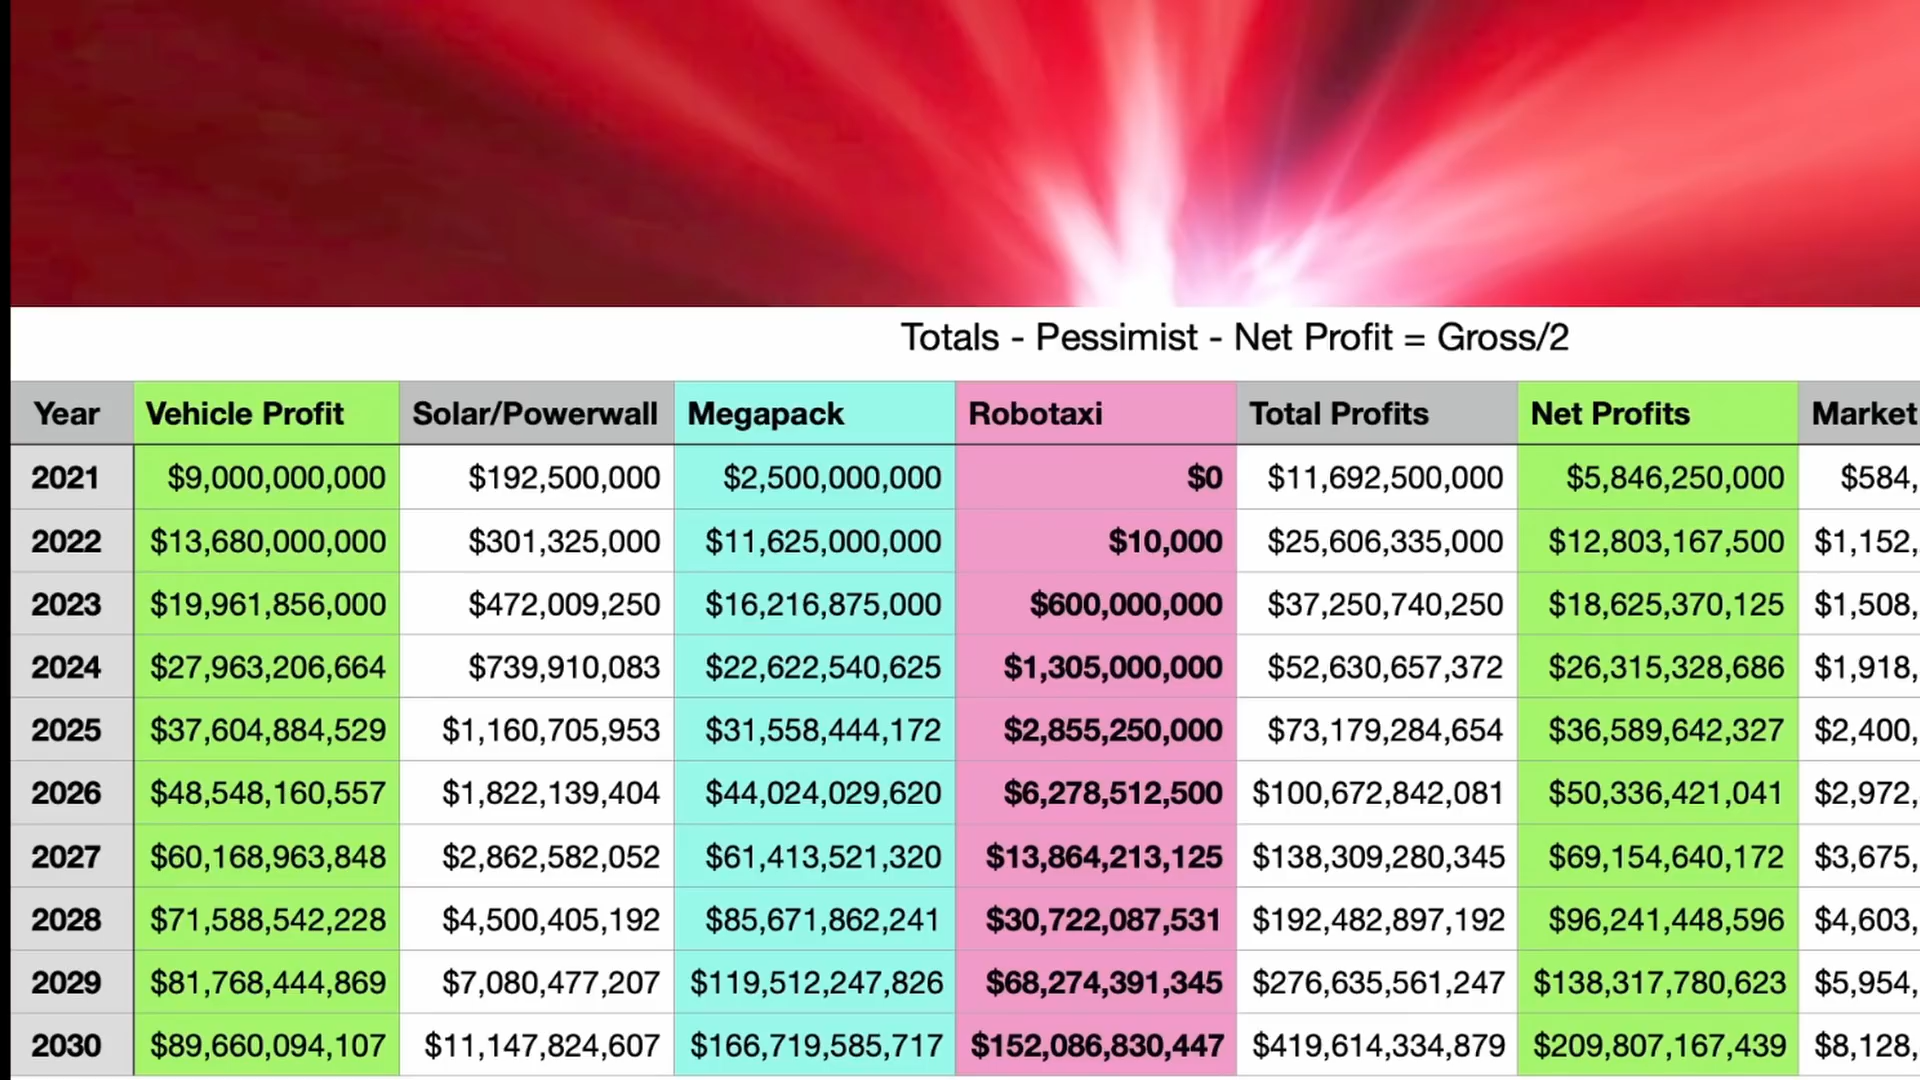 Totals - Pessimist - Net Profit = Gross/2
Year Vehicle Profit Solar/Powerwall Megapack Robotaxi Total Profits Net Profits Market
2021 $9,000,000,000 $192,500,000 $2,500,000,000 $0 $11,692,500,000 $5,846,250,000 $584,
2022 $13,680,000,000 $301,325,000 $11,625,000,000 $10,000 $25,606,335,000 $12,803,167,500 $1,152,
2023 $19,961,856,000 $472,009,250 $16,216,875,000 $600,000,000 $37,250,740,250 $18,625,370,125 $1,508,
2024 $27,963,206,664 $739,910,083 $22,622,540,625 $1,305,000,000 $52,630,657,372 $26,315,328,686 $1,918,
2025 $37,604,884,529 $1,160,705,953 $31,558,444,172 $2,855,250,000 $73,179,284,654 $36,589,642,327 $2,400,
2026 $48,548,160,557 $1,822,139,404 $44,024,029,620 $6,278,512,500 $100,672,842,081 $50,336,421,041 $2,972,
2027 $60,168,963,848 $2,862,582,052 $61,413,521,320 $13,864,213,125 $138,309,280,345 $69,154,640,172 $3,675,
2028 $71,588,542,228 $4,500,405,192 $85,671,862,241 $30,722,087,531 $192,482,897,192 $96,241,448,596 $4,603,
2029 $81,768,444,869 $7,080,477,207 $119,512,247,826 $68,274,391,345 $276,635,561,247 $138,317,780,623 $5,954,
2030 $89,660,094,107 $11,147,824,607 $166,719,585,717 $152,086,830,447 $419,614,334,879 $209,807,167,439 $8,128,